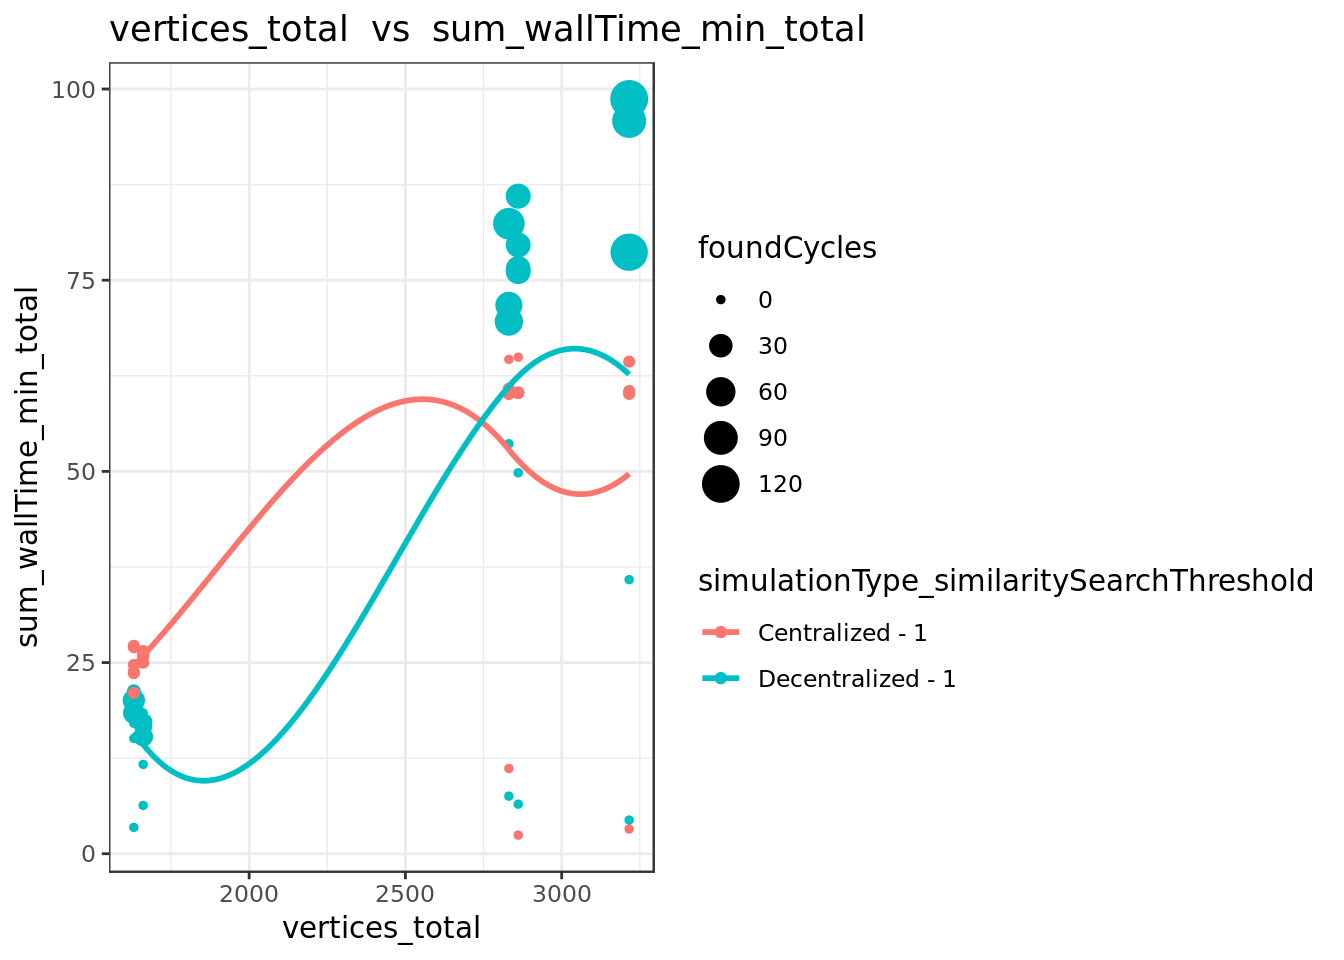 vertices_total  vs  sum_wallTime_min_total
100
75
50
25
0
sum_wallTime_min_total
2000
2500
3000
vertices_total
foundCycles
0
30
60
90
120
simulationType_similaritySearchThreshold
Centralized - 1
Decentralized - 1